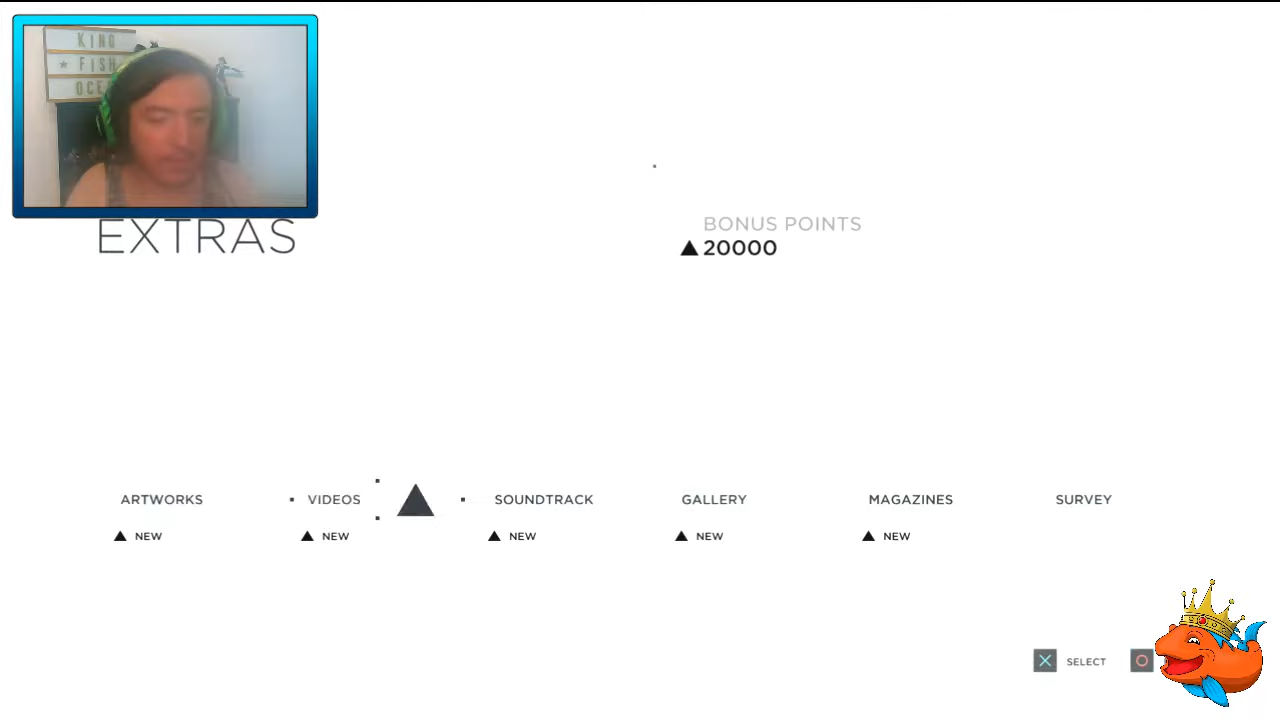 KING
★ FISH
OCE
EXTRAS
BONUS POINTS
20000
ARTWORKS
VIDEOS
SOUNDTRACK
GALLERY
MAGAZINES
SURVEY
NEW
NEW
NEW
NEW
NEW
SELECT